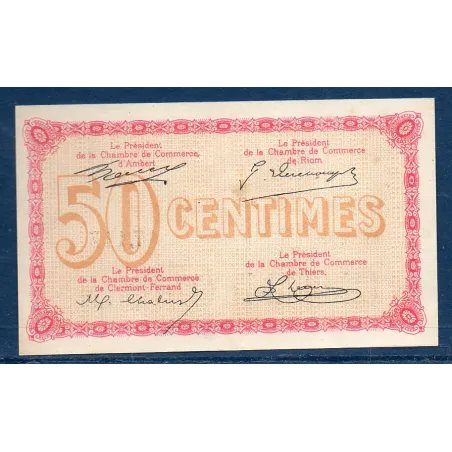 Le Président
de la Chambre de Commerce
d'Ambert
Le Président
de la Chambre de Commerce
de Riom.
50 CENTIMES
Le Président
de la Chambre de Commerce
de Clermont-Ferrand
Le Président
de la Chambre de Commerce
de Thiers.